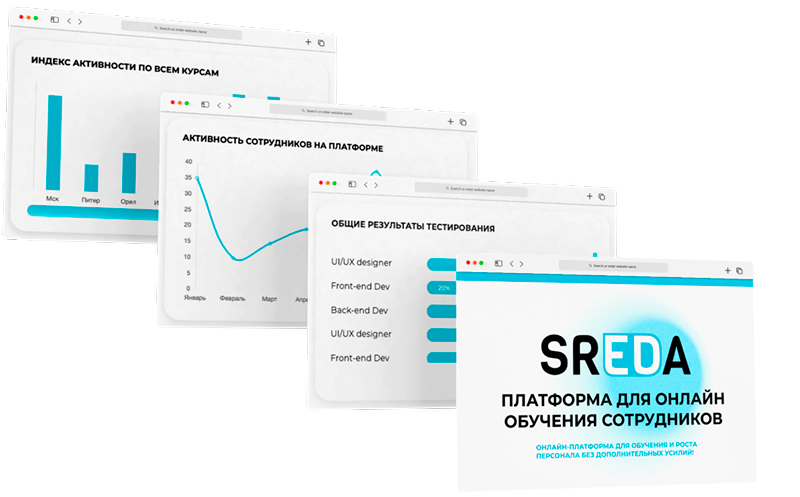 Search or enter website name
ИНДЕКС АКТИВНОСТИ ПО ВСЕМ КУРСАМ
Мск
Питер
Орел
Search or enter website name
АКТИВНОСТЬ СОТРУДНИКОВ НА ПЛАТФОРМЕ
40
35
30
25
20
15
10
5
0
Январь
Февраль
Март
Апре
Search or enter website name
ОБЩИЕ РЕЗУЛЬТАТЫ ТЕСТИРОВАНИЯ
UI/UX designer
Front-end Dev
20%
Back-end Dev
UI/UX designer
Front-end Dev
Search or enter website name
SREDA
ПЛАТФОРМА ДЛЯ ОНЛАЙН
ОБУЧЕНИЯ СОТРУДНИКОВ
ОНЛАЙН-ПЛАТФОРМА ДЛЯ ОБУЧЕНИЯ И РОСТА
ПЕРСОНАЛА БЕЗ ДОПОЛНИТЕЛЬНЫХ УСИЛИЙ!